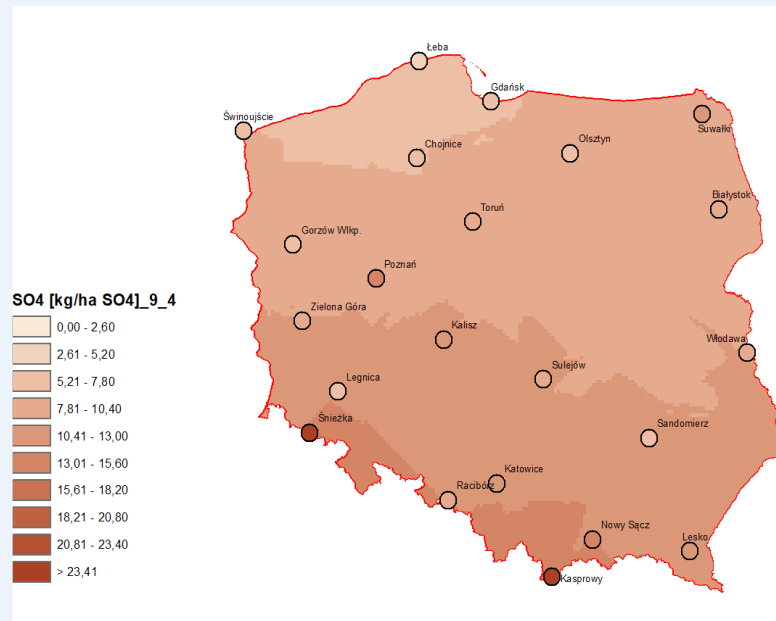 Łeba
Gdańsk
Świnoujście
Suwałki
Chojnice
Olsztyn
Białystok
Toruń
Gorzów Wlkp.
Poznań
SO4 [kg/ha SO4]_9_4
0,00 - 2,60
2,61 - 5,20
5,21 - 7,80
7,81 - 10,40
10,41 - 13,00
13,01 - 15,60
15,61 - 18,20
18,21 - 20,80
20,81 - 23,40
> 23,41
Zielona Góra
Kalisz
Włodawa
Sulejów
Legnica
Śnieżka
Sandomierz
Katowice
Racibórz
Nowy Sącz
Lesko
Kasprowy